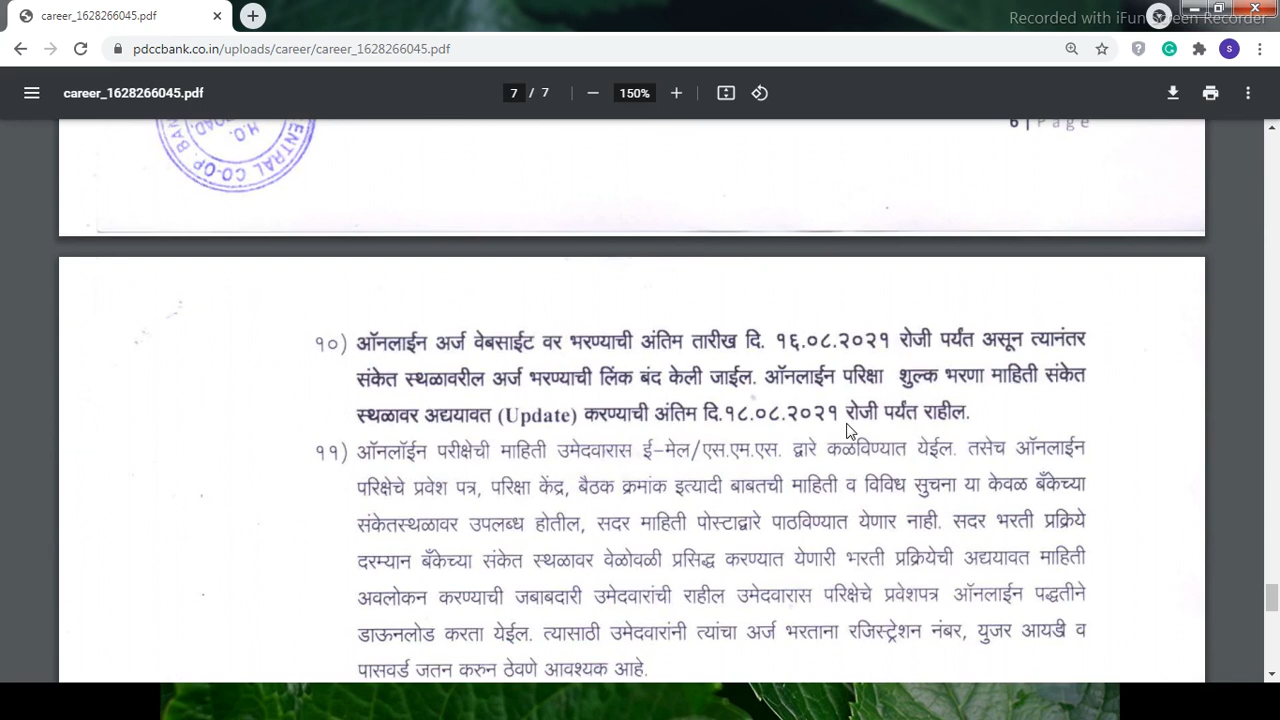 career_1628266045.pdf
Recorded with iFun Screen Recorder
pdccbank.co.in/uploads/career/career_1628266045.pdf
S
career_1628266045.pdf
7 / 7
150%
CENTRAL CO-OP. BAN
H.O.
6 | Page
१०) ऑनलाईन अर्ज वेबसाईट वर भरण्याची अंतिम तारीख दि. १६.०८.२०२१ रोजी पर्यंत असून त्यानंतर
संकेत स्थळावरील अर्ज भरण्याची लिंक बंद केली जाईल. ऑनलाईन परिक्षा शुल्क भरणा माहिती संकेत
स्थळावर अद्ययावत (Update) करण्याची अंतिम दि.१८.०८.२०२१ रोजी पर्यंत राहील.
११) ऑनलॉईन परीक्षेची माहिती उमेदवारास ई-मेल/एस.एम.एस. द्वारे कळविण्यात येईल. तसेच ऑनलाईन
परिक्षेचे प्रवेश पत्र, परिक्षा केंद्र, बैठक क्रमांक इत्यादी बाबतची माहिती व विविध सुचना या केवळ बँकेच्या
संकेतस्थळावर उपलब्ध होतील, सदर माहिती पोस्टाद्वारे पाठविण्यात येणार नाही. सदर भरती प्रक्रिये
दरम्यान बँकेच्या संकेत स्थळावर वेळोवळी प्रसिद्ध करण्यात येणारी भरती प्रक्रियेची अद्ययावत माहिती
अवलोकन करण्याची जबाबदारी उमेदवारांची राहील उमेदवारास परिक्षेचे प्रवेशपत्र ऑनलाईन पद्धतीने
डाऊनलोड करता येईल. त्यासाठी उमेदवारांनी त्यांचा अर्ज भरताना रजिस्ट्रेशन नंबर, युजर आयडी व
पासवर्ड जतन करुन ठेवणे आवश्यक आहे.